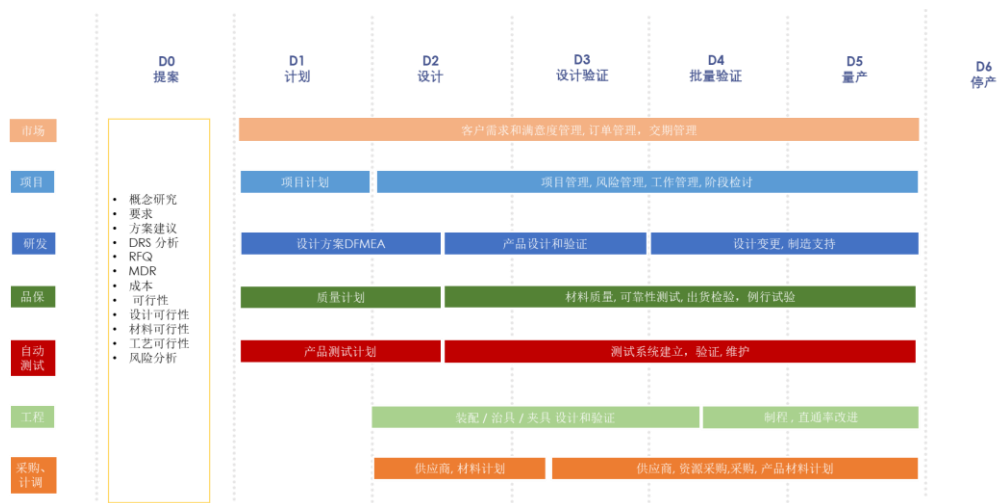 D0
提案
D1
计划
D2
设计
D3
设计验证
D4
批量验证
D5
量产
D6
停产
市场
客户需求和满意度管理, 订单管理，交期管理
项目
项目计划
项目管理, 风险管理, 工作管理, 阶段检讨
• 概念研究
• 要求
• 方案建议
• DRS 分析
• RFQ
• MDR
• 成本
• 可行性
• 设计可行性
• 材料可行性
• 工艺可行性
• 风险分析
研发
设计方案DFMEA
产品设计和验证
设计变更, 制造支持
品保
质量计划
材料质量, 可靠性测试, 出货检验，例行试验
自动
测试
产品测试计划
测试系统建立，验证, 维护
工程
装配 / 治具 / 夹具 设计和验证
制程 , 直通率改进
采购、
计调
供应商, 材料计划
供应商, 资源采购,采购, 产品材料计划